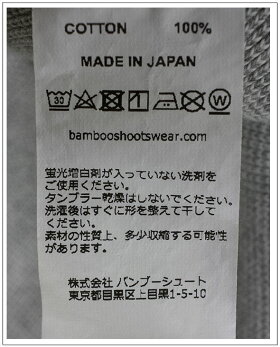 COTTON 100%
MADE IN JAPAN
30
bambooshootswear.com
蛍光増白剤が入っていない洗剤を
ご使用ください。
タンブラー乾燥はしないでください。
洗濯後はすぐに形を整えて干して
ください。
素材の性質上、多少収縮する可能性
があります。
株式会社 バンブーシュート
東京都目黒区上目黒1-5-10